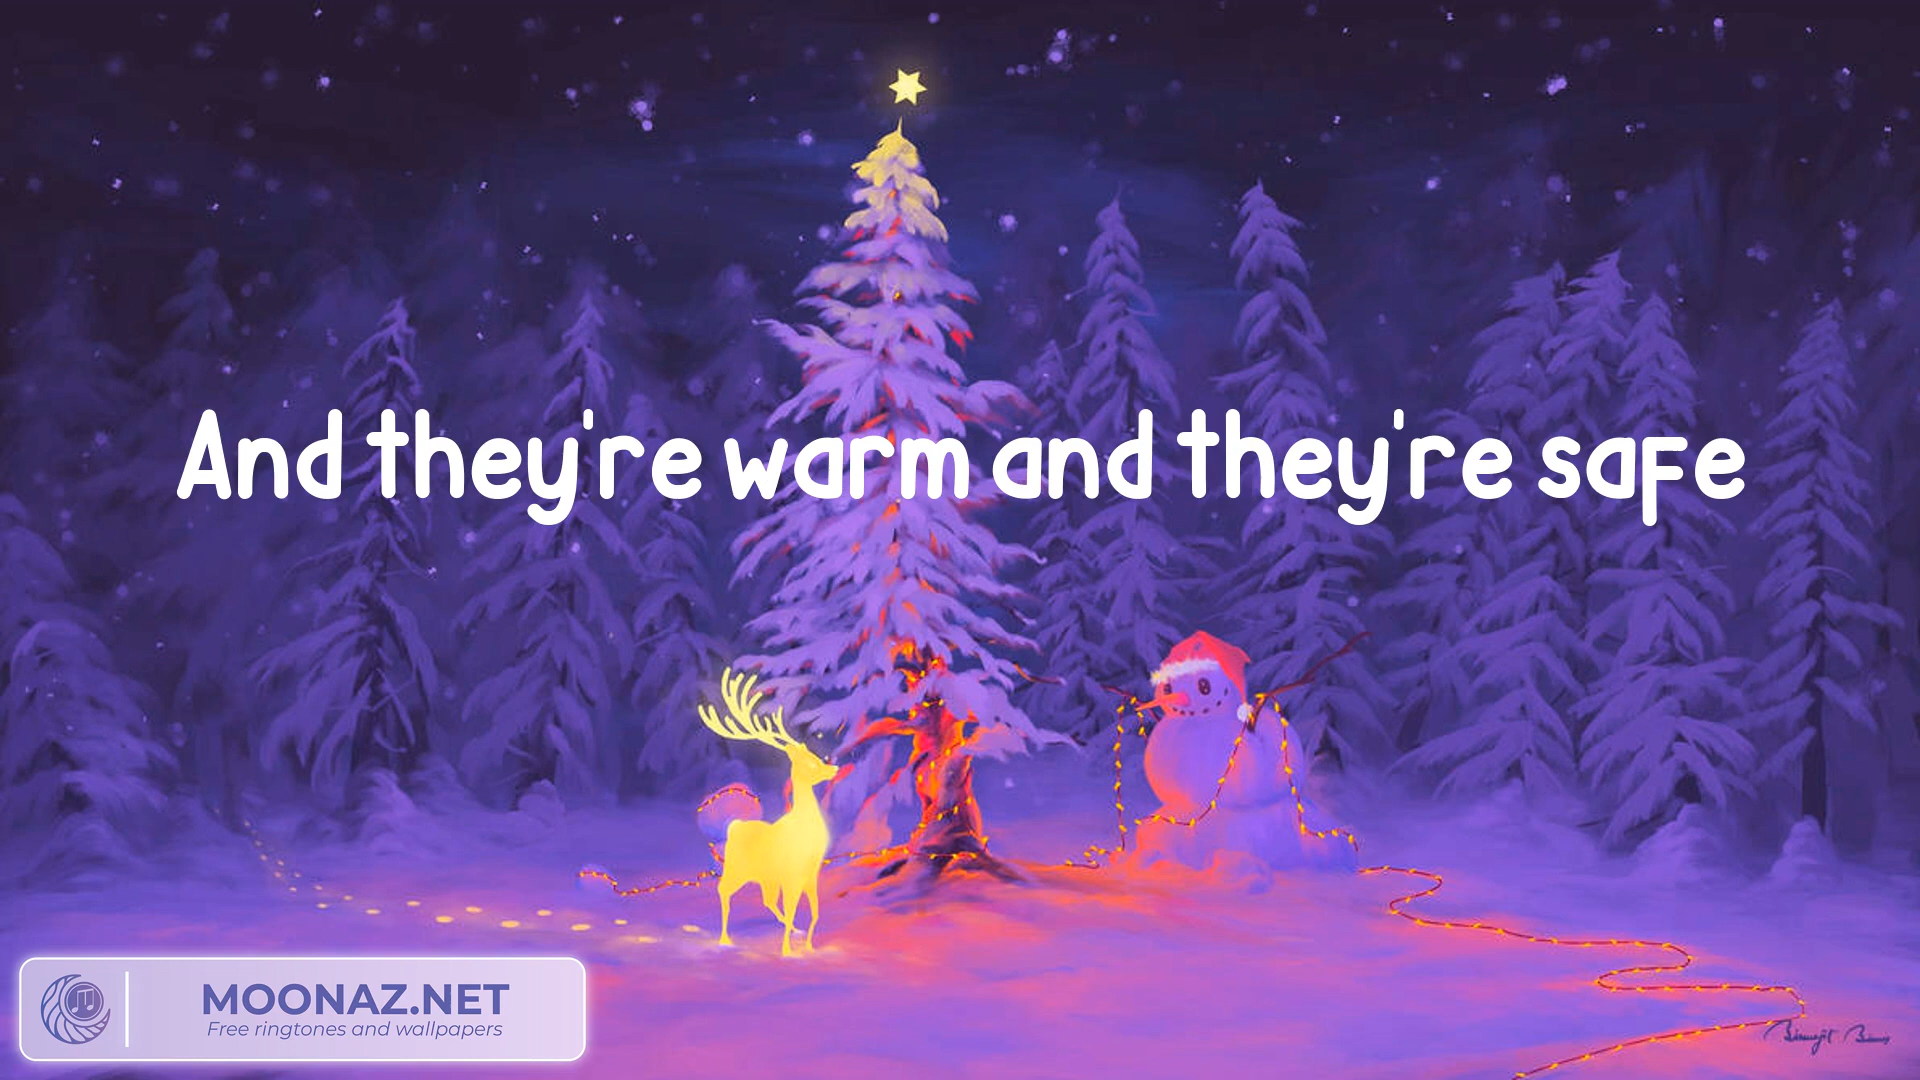 And they're warm and they're safe
MOONAZ.NET
Free ringtones and wallpapers